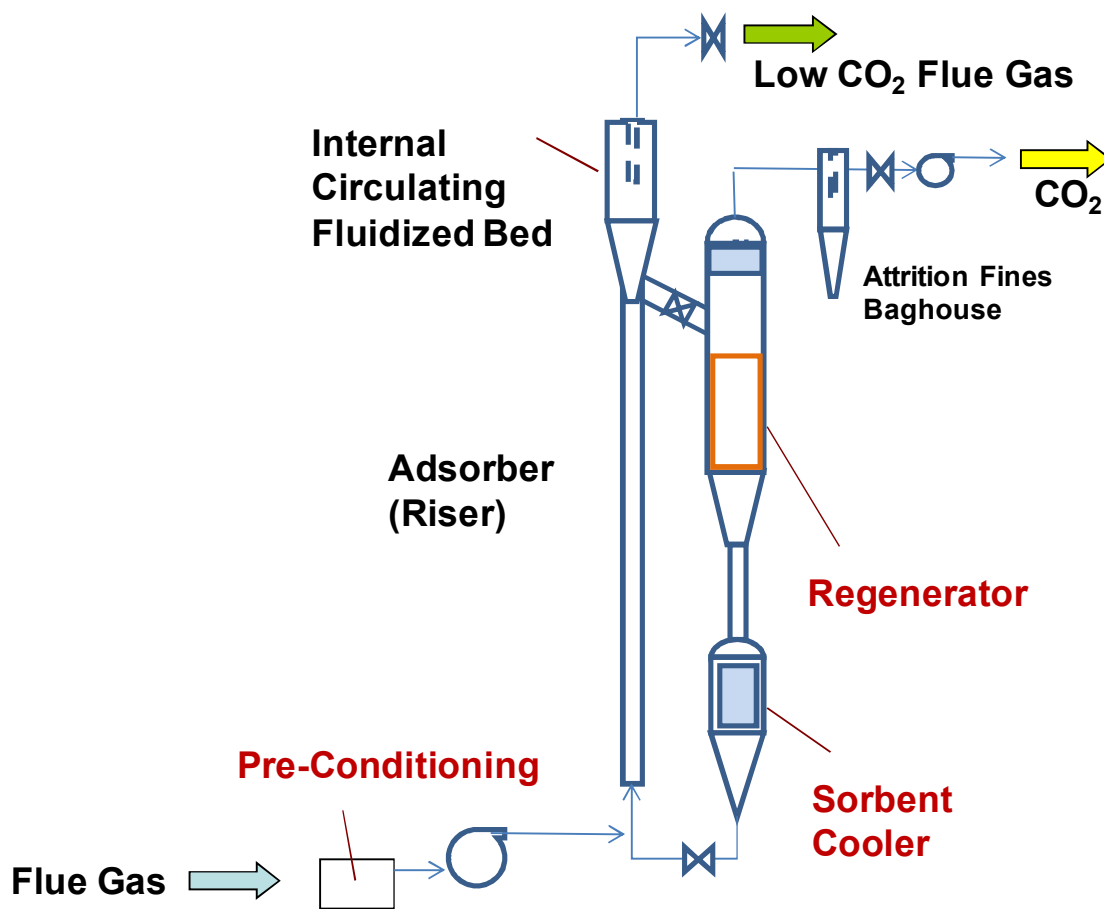 Low CO₂ Flue Gas
Internal
Circulating
Fluidized Bed
CO₂
Attrition Fines
Baghouse
Adsorber
(Riser)
Regenerator
Pre-Conditioning
Sorbent
Cooler
Flue Gas